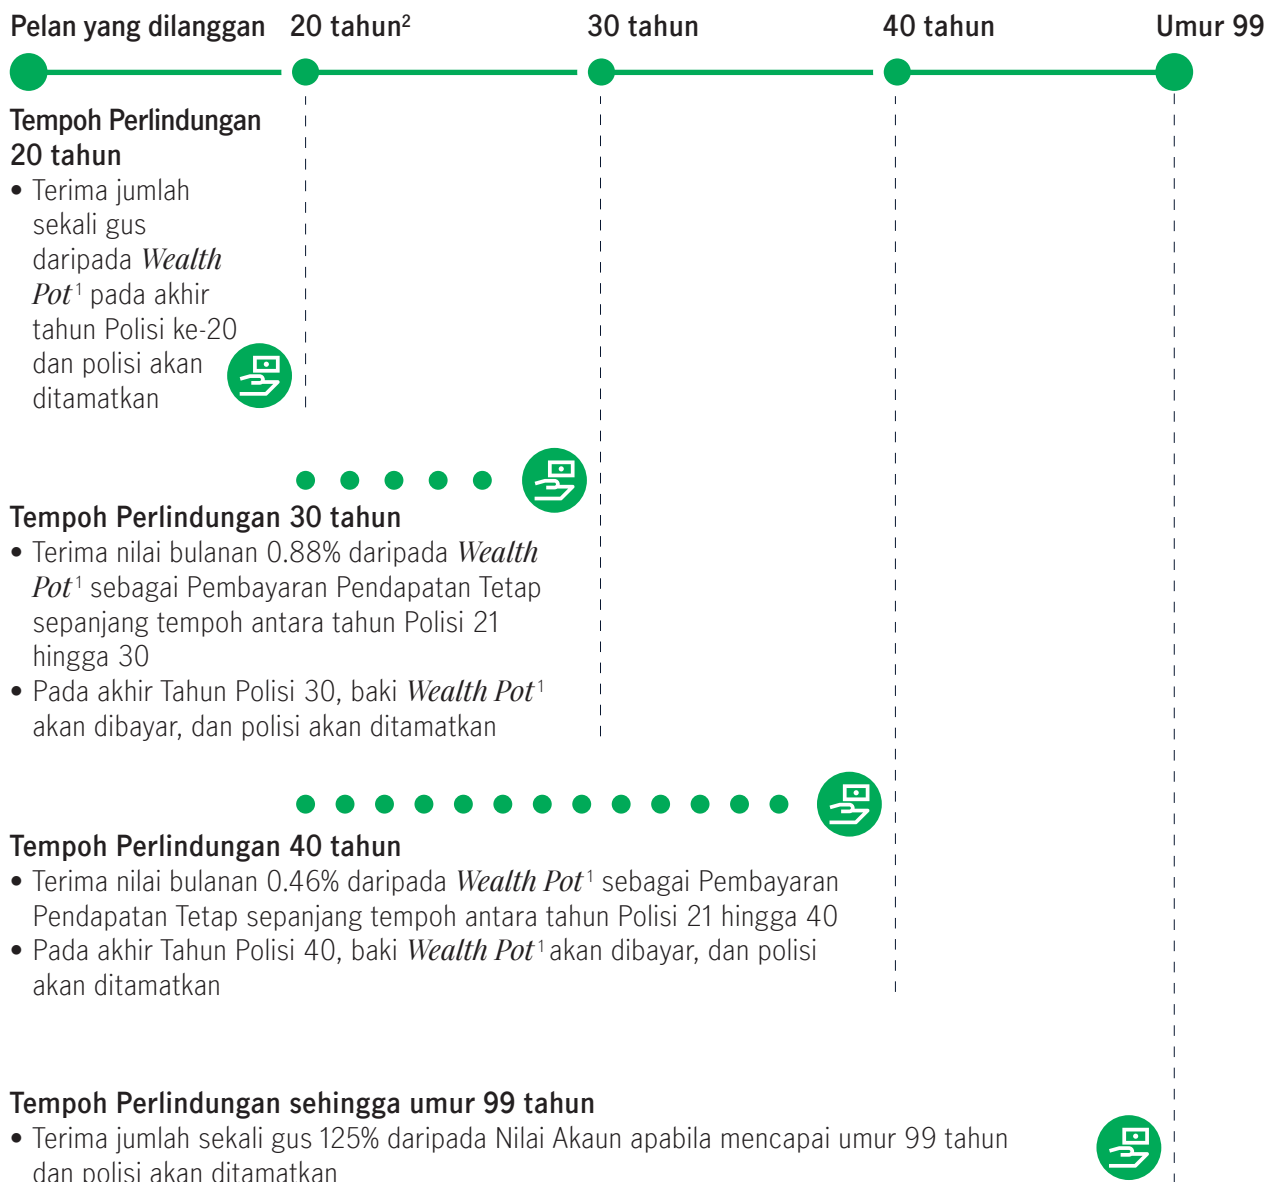 Pelan yang dilanggan 20 tahun² 30 tahun 40 tahun Umur 99
Tempoh Perlindungan
20 tahun
• Terima jumlah
sekali gus
daripada Wealth
Pot¹ pada akhir
tahun Polisi ke-20
dan polisi akan
ditamatkan
Tempoh Perlindungan 30 tahun
• Terima nilai bulanan 0.88% daripada Wealth
Pot¹ sebagai Pembayaran Pendapatan Tetap
sepanjang tempoh antara tahun Polisi 21
hingga 30
• Pada akhir Tahun Polisi 30, baki Wealth Pot¹
akan dibayar, dan polisi akan ditamatkan
Tempoh Perlindungan 40 tahun
• Terima nilai bulanan 0.46% daripada Wealth Pot¹ sebagai Pembayaran
Pendapatan Tetap sepanjang tempoh antara tahun Polisi 21 hingga 40
• Pada akhir Tahun Polisi 40, baki Wealth Pot¹ akan dibayar, dan polisi
akan ditamatkan
Tempoh Perlindungan sehingga umur 99 tahun
• Terima jumlah sekali gus 125% daripada Nilai Akaun apabila mencapai umur 99 tahun
dan polisi akan ditamatkan